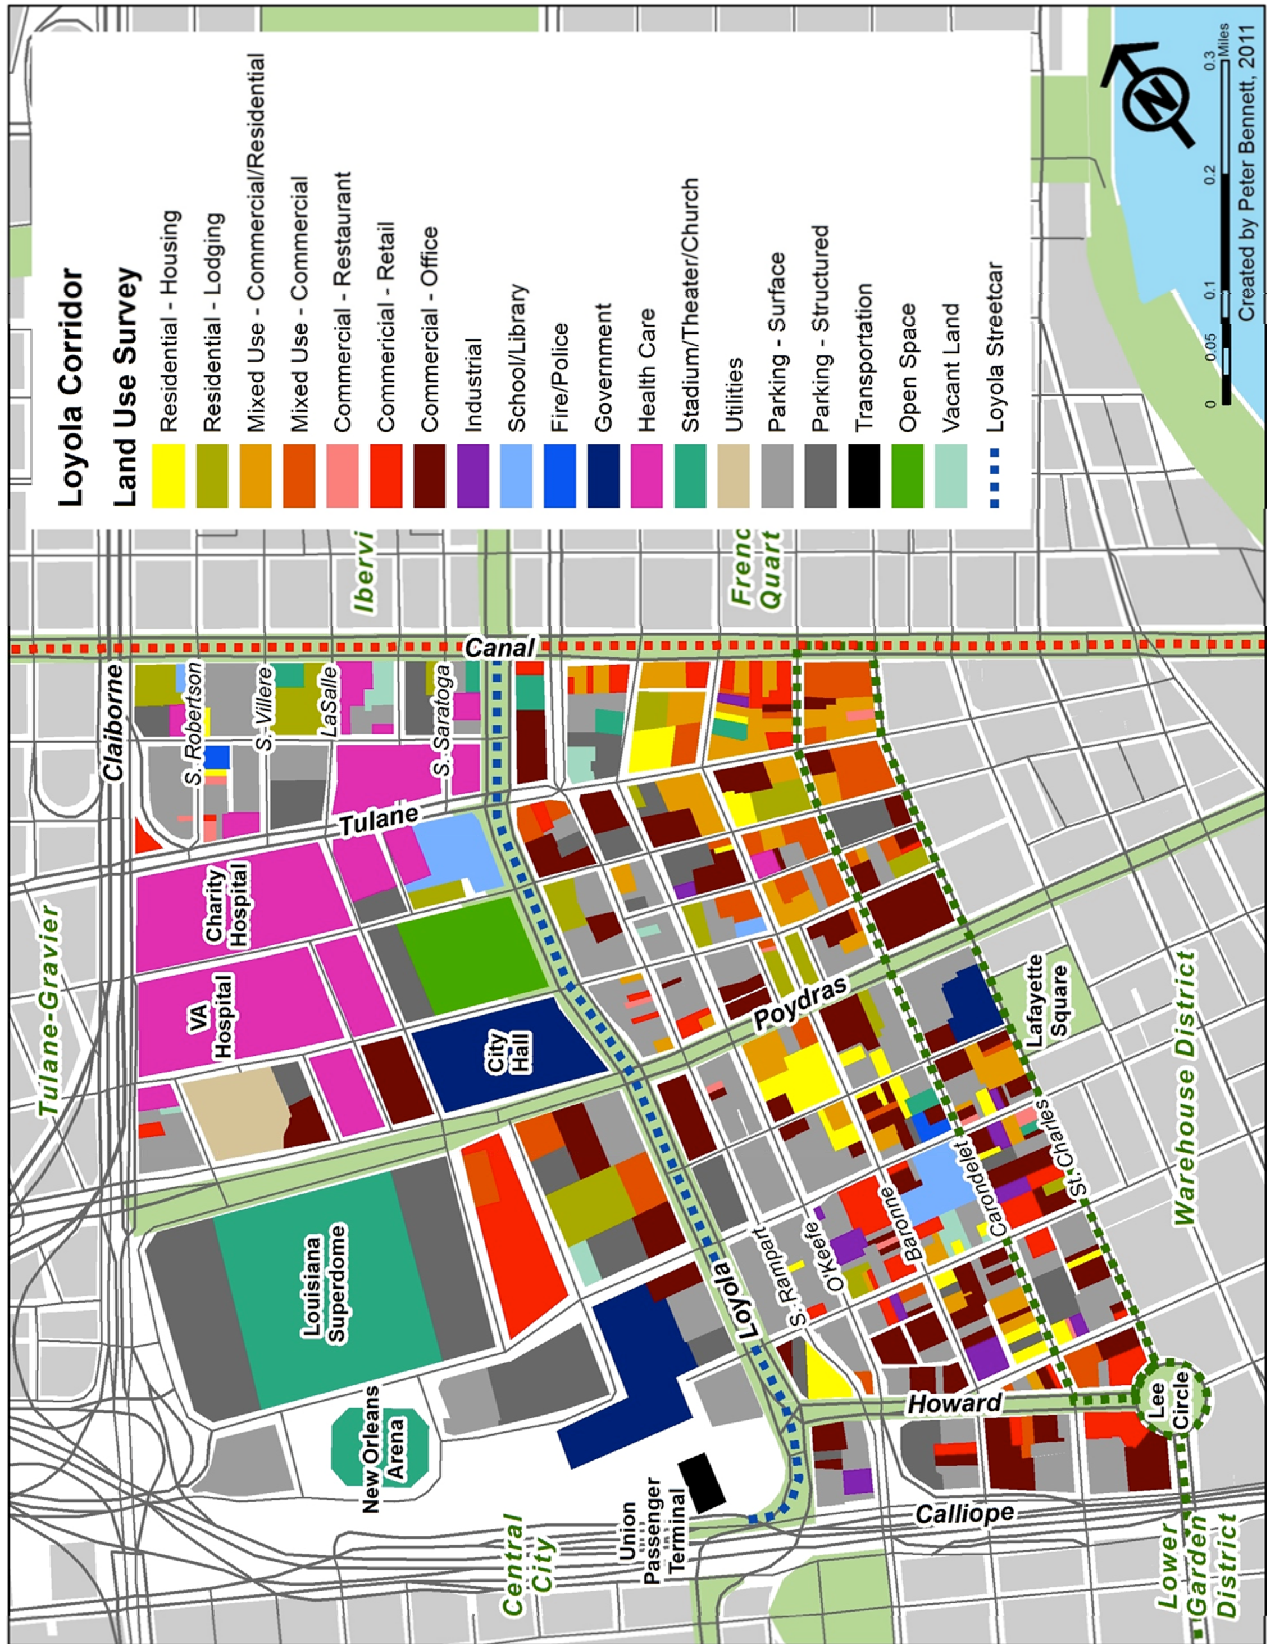 Loyola Corridor
Land Use Survey
Residential - Housing
Residential - Lodging
Mixed Use - Commercial/Residential
Mixed Use - Commercial
Commercial - Restaurant
Commericial - Retail
Commercial - Office
Industrial
School/Library
Fire/Police
Government
Health Care
Stadium/Theater/Church
Utilities
Parking - Surface
Parking - Structured
Transportation
Open Space
Vacant Land
Loyola Streetcar
N
0 0.05 0.1 0.2 0.3
Miles
Created by Peter Bennett, 2011
Ibervi
Frenc
Quart
Canal
Claiborne
S. Robertson
S. Villere
LaSalle
S. Saratoga
Tulane
Tulane-Gravier
Charity
Hospital
VA
Hospital
City
Hall
Poydras
Lafayette
Square
Warehouse District
Louisiana
Superdome
New Orleans
Arena
Loyola
S. Rampart
O'Keefe
Baronne
Carondelet
St. Charles
Howard
Lee
Circle
Calliope
Union
Passenger
Terminal
Central
City
Lower
Garden
District